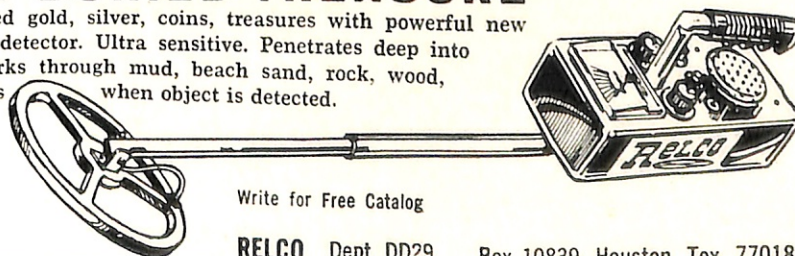 ed gold, silver, coins, treasures with powerful new
detector. Ultra sensitive. Penetrates deep into
rks through mud, beach sand, rock, wood,
s when object is detected.
RELCO
Write for Free Catalog
RELCO Dept DD29 Box 10839 Houston Tex 77018